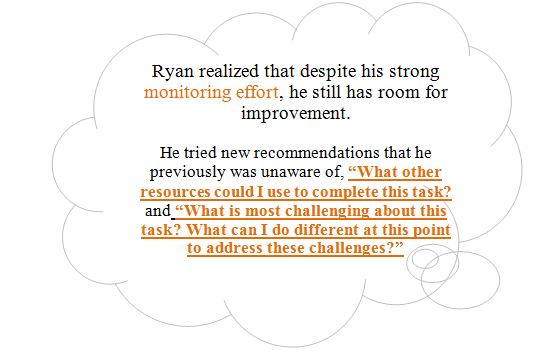 Ryan realized that despite his strong
monitoring effort, he still has room for
improvement.
He tried new recommendations that he
previously was unaware of, “What other
resources could I use to complete this task?
and “What is most challenging about this
task? What can I do different at this point
to address these challenges?”